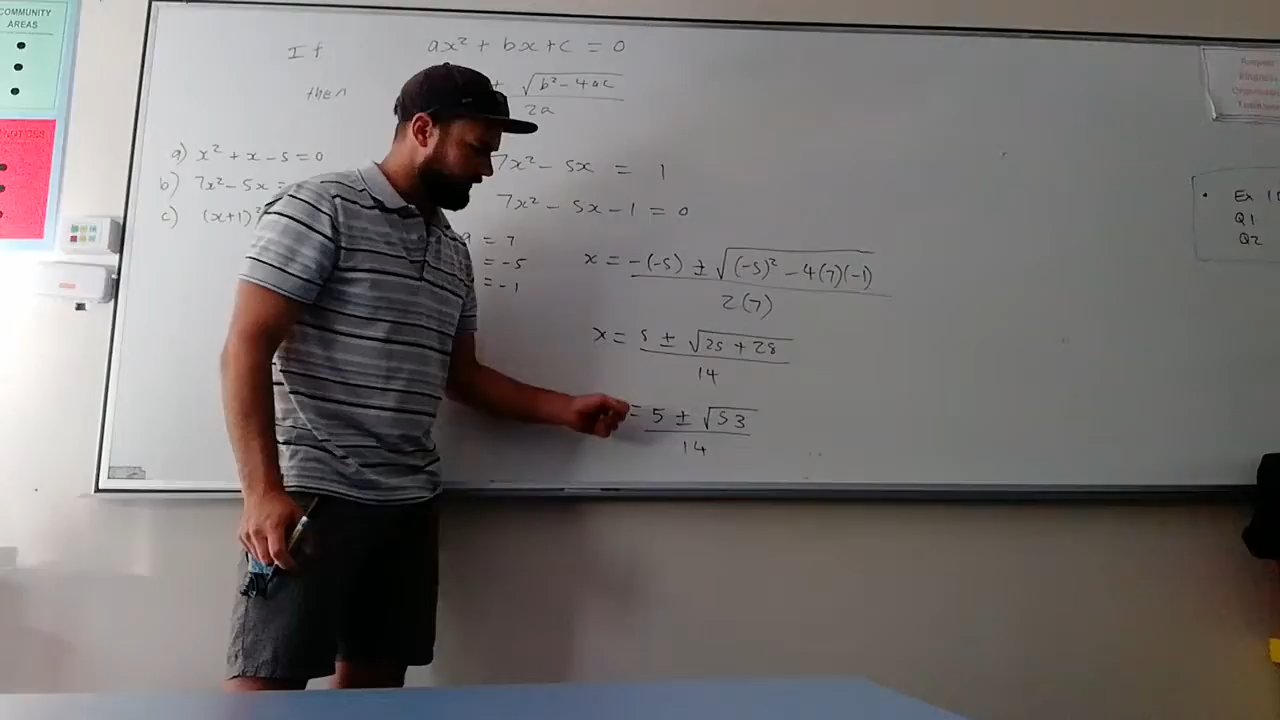 COMMUNITY
AREAS
NOTICES
If ax² + bx + c = 0
then ± √(b² - 4ac)
2a
a) x² + x - 5 = 0
b) 7x² - 5x =
c) (x+1)²
7x² - 5x = 1
7x² - 5x - 1 = 0
= 7
= -5
= -1
x = -(-5) ± √((-5)² - 4(7)(-1))
2(7)
x = 5 ± √(25 + 28)
14
= 5 ± √53
14
• Ex
Q1
Q2